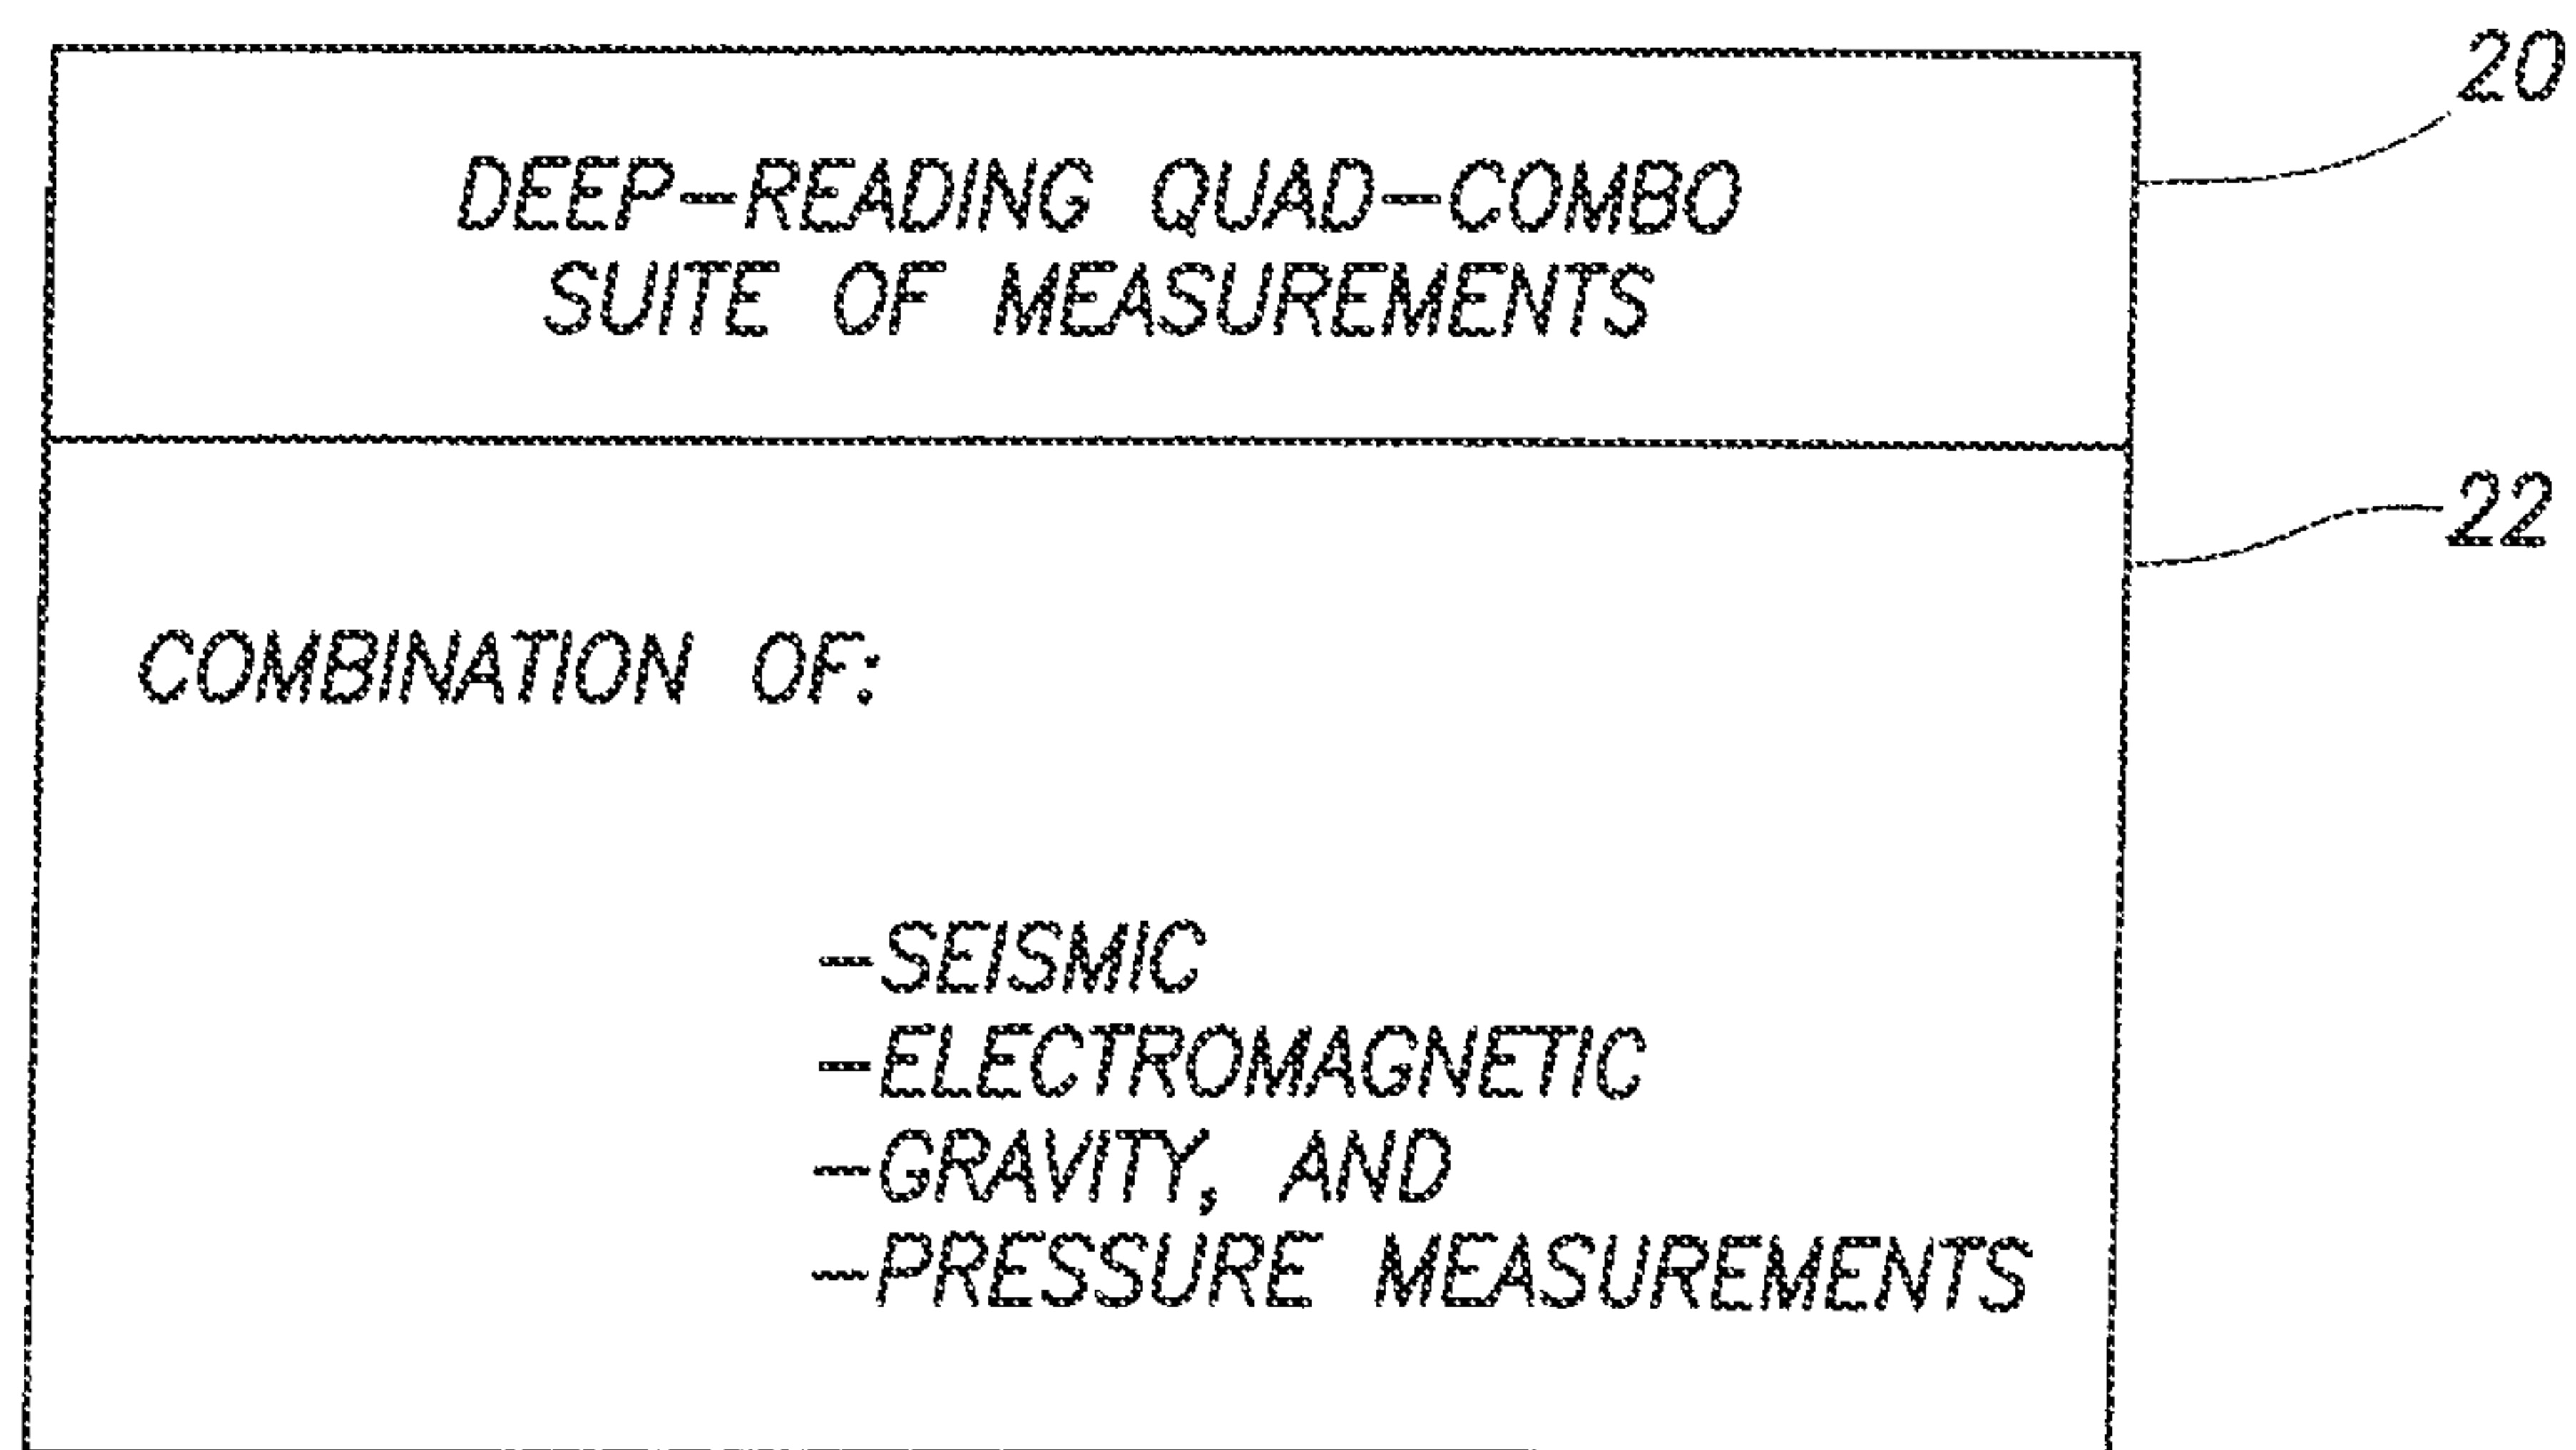 20
DEEP-READING QUAD-COMBO
SUITE OF MEASUREMENTS
22
COMBINATION OF:
-SEISMIC
-ELECTROMAGNETIC
-GRAVITY, AND
-PRESSURE MEASUREMENTS